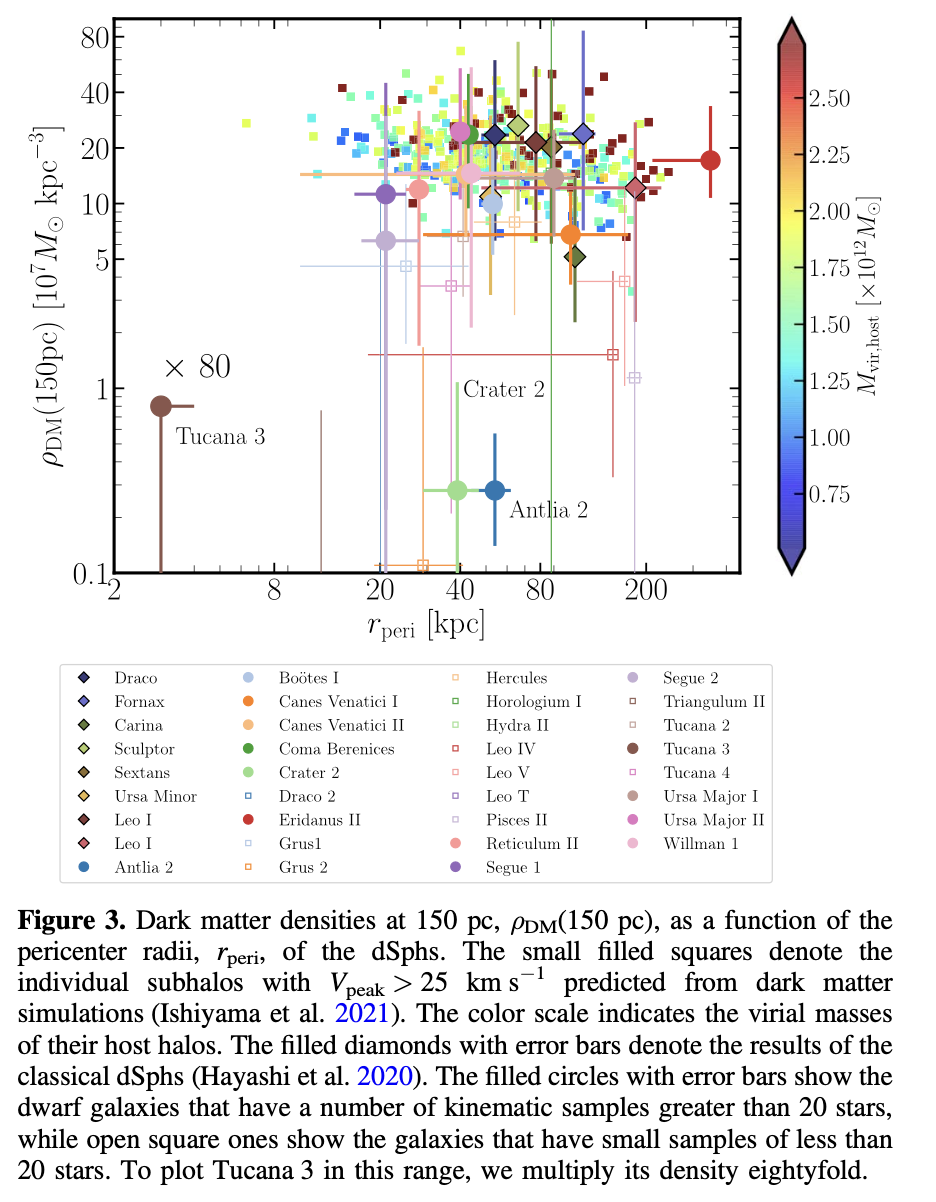 80
40
20
10
5
1
0.1
ρDM(150pc) [10^7 M⊙ kpc^−3]
× 80
Tucana 3
Crater 2
Antlia 2
2 8 20 40 80 200
r_peri [kpc]
2.50
2.25
2.00
1.75
1.50
1.25
1.00
0.75
M_vir,host [×10^12 M⊙]
Draco Boötes I Hercules Segue 2
Fornax Canes Venatici I Horologium I Triangulum II
Carina Canes Venatici II Hydra II Tucana 2
Sculptor Coma Berenices Leo IV Tucana 3
Sextans Crater 2 Leo V Tucana 4
Ursa Minor Draco 2 Leo T Ursa Major I
Leo I Eridanus II Pisces II Ursa Major II
Leo I Grus1 Reticulum II Willman 1
Antlia 2 Grus 2 Segue 1
Figure 3. Dark matter densities at 150 pc, ρDM(150 pc), as a function of the
pericenter radii, r_peri, of the dSphs. The small filled squares denote the
individual subhalos with V_peak > 25 km s^−1 predicted from dark matter
simulations (Ishiyama et al. 2021). The color scale indicates the virial masses
of their host halos. The filled diamonds with error bars denote the results of the
classical dSphs (Hayashi et al. 2020). The filled circles with error bars show the
dwarf galaxies that have a number of kinematic samples greater than 20 stars,
while open square ones show the galaxies that have small samples of less than
20 stars. To plot Tucana 3 in this range, we multiply its density eightyfold.